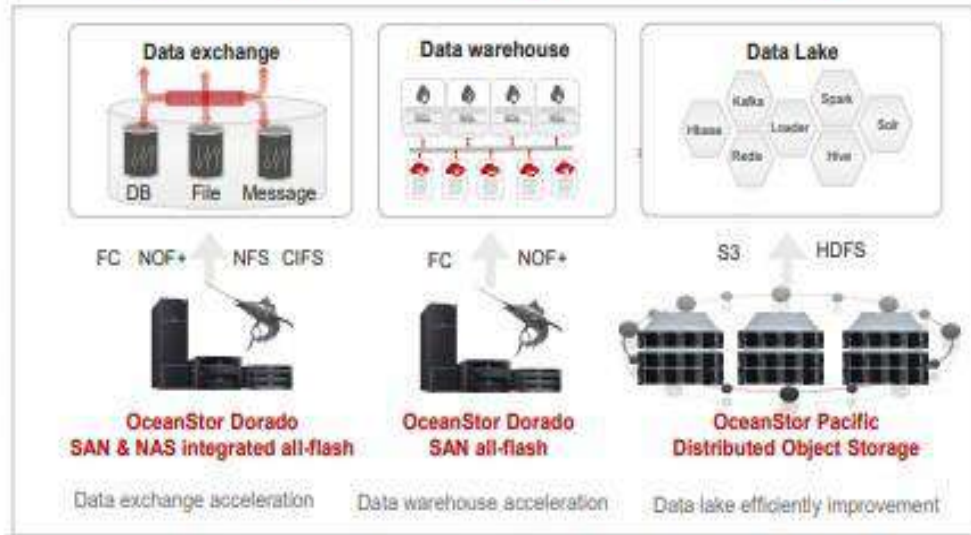 Data exchange
DB File Message
FC NOF+ NFS CIFS
OceanStor Dorado
SAN & NAS integrated all-flash
Data exchange acceleration
Data warehouse
FC NOF+
OceanStor Dorado
SAN all-flash
Data warehouse acceleration
Data Lake
Kafka
Spark
Hbase
Loader
Solr
Redis
Hive
S3 HDFS
OceanStor Pacific
Distributed Object Storage
Data lake efficiently improvement